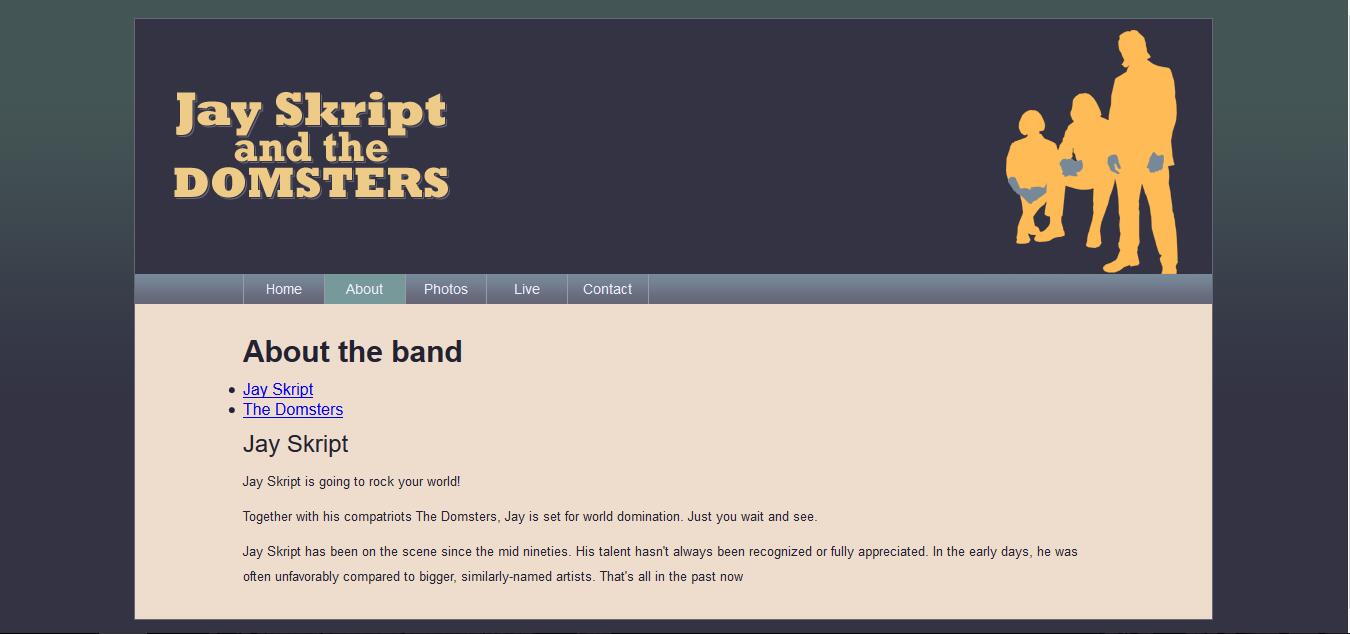 Jay Skript
and the
DOMSTERS
Home About Photos Live Contact
About the band
Jay Skript
The Domsters
Jay Skript
Jay Skript is going to rock your world!
Together with his compatriots The Domsters, Jay is set for world domination. Just you wait and see.
Jay Skript has been on the scene since the mid nineties. His talent hasn't always been recognized or fully appreciated. In the early days, he was
often unfavorably compared to bigger, similarly-named artists. That's all in the past now